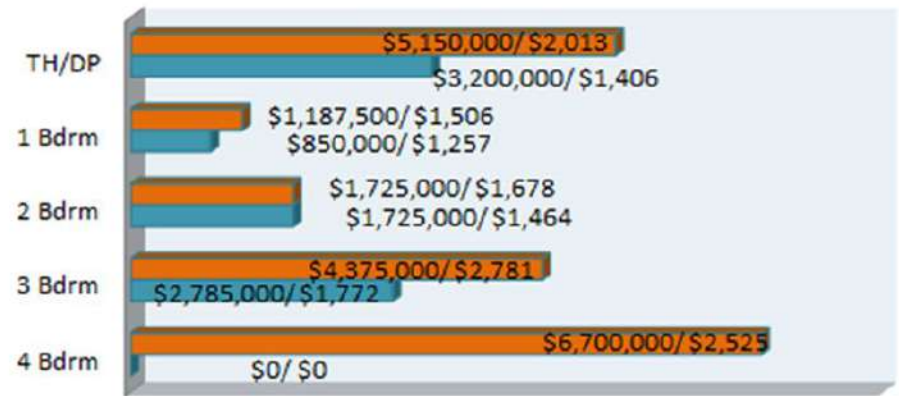 $5,150,000/ $2,013
TH/DP
$3,200,000/ $1,406
$1,187,500/ $1,506
1 Bdrm
$850,000/ $1,257
$1,725,000/ $1,678
2 Bdrm
$1,725,000/ $1,464
$4,375,000/ $2,781
3 Bdrm
$2,785,000/ $1,772
$6,700,000/ $2,525
4 Bdrm
$0/ $0